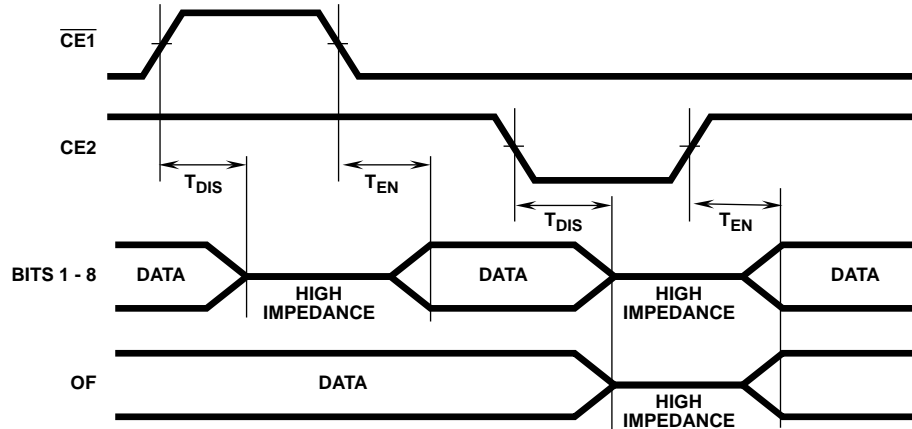 CE1
CE2
TDIS
TEN
TDIS
TEN
BITS 1 - 8
DATA
HIGH
IMPEDANCE
DATA
HIGH
IMPEDANCE
DATA
OF
DATA
HIGH
IMPEDANCE